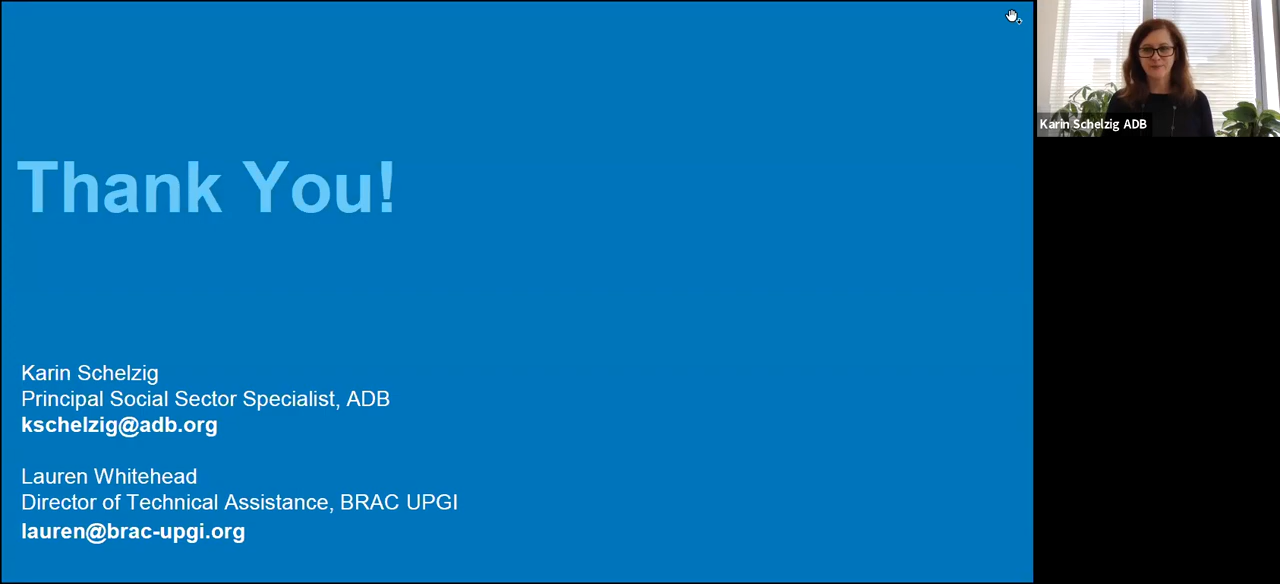 Thank You!
Karin Schelzig
Principal Social Sector Specialist, ADB
kschelzig@adb.org
Lauren Whitehead
Director of Technical Assistance, BRAC UPGI
lauren@brac-upgi.org
Karin Schelzig ADB